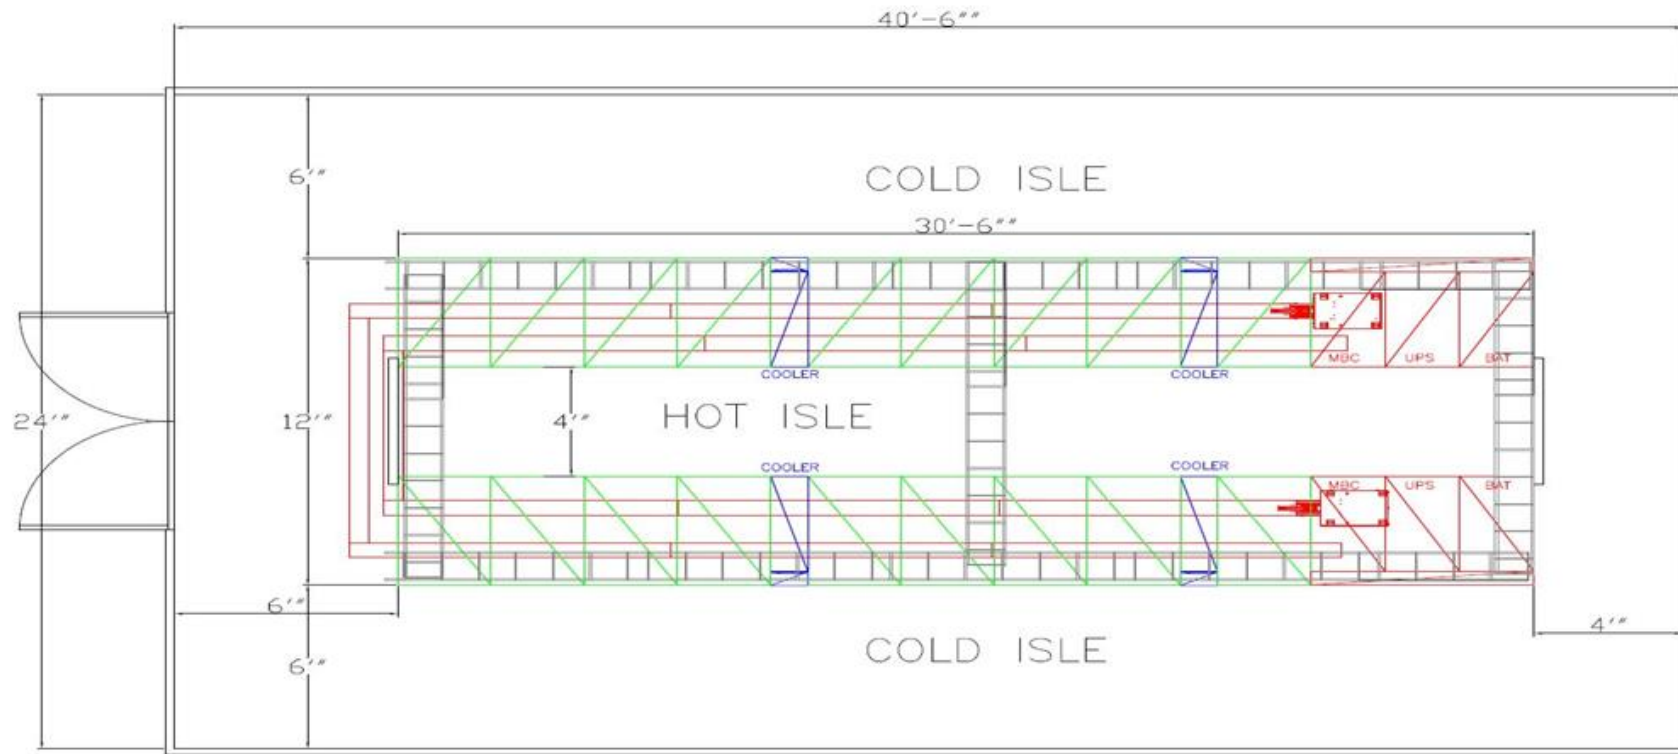 40'-6""
6'"
COLD ISLE
30'-6""
MBC UPS BAT
COOLER COOLER
24'" 12'" 4'" HOT ISLE
COOLER COOLER
MBC UPS BAT
6'"
4'"
6'"
COLD ISLE